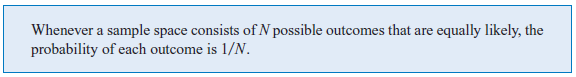 Whenever a sample space consists of N possible outcomes that are equally likely, the
probability of each outcome is 1/N.